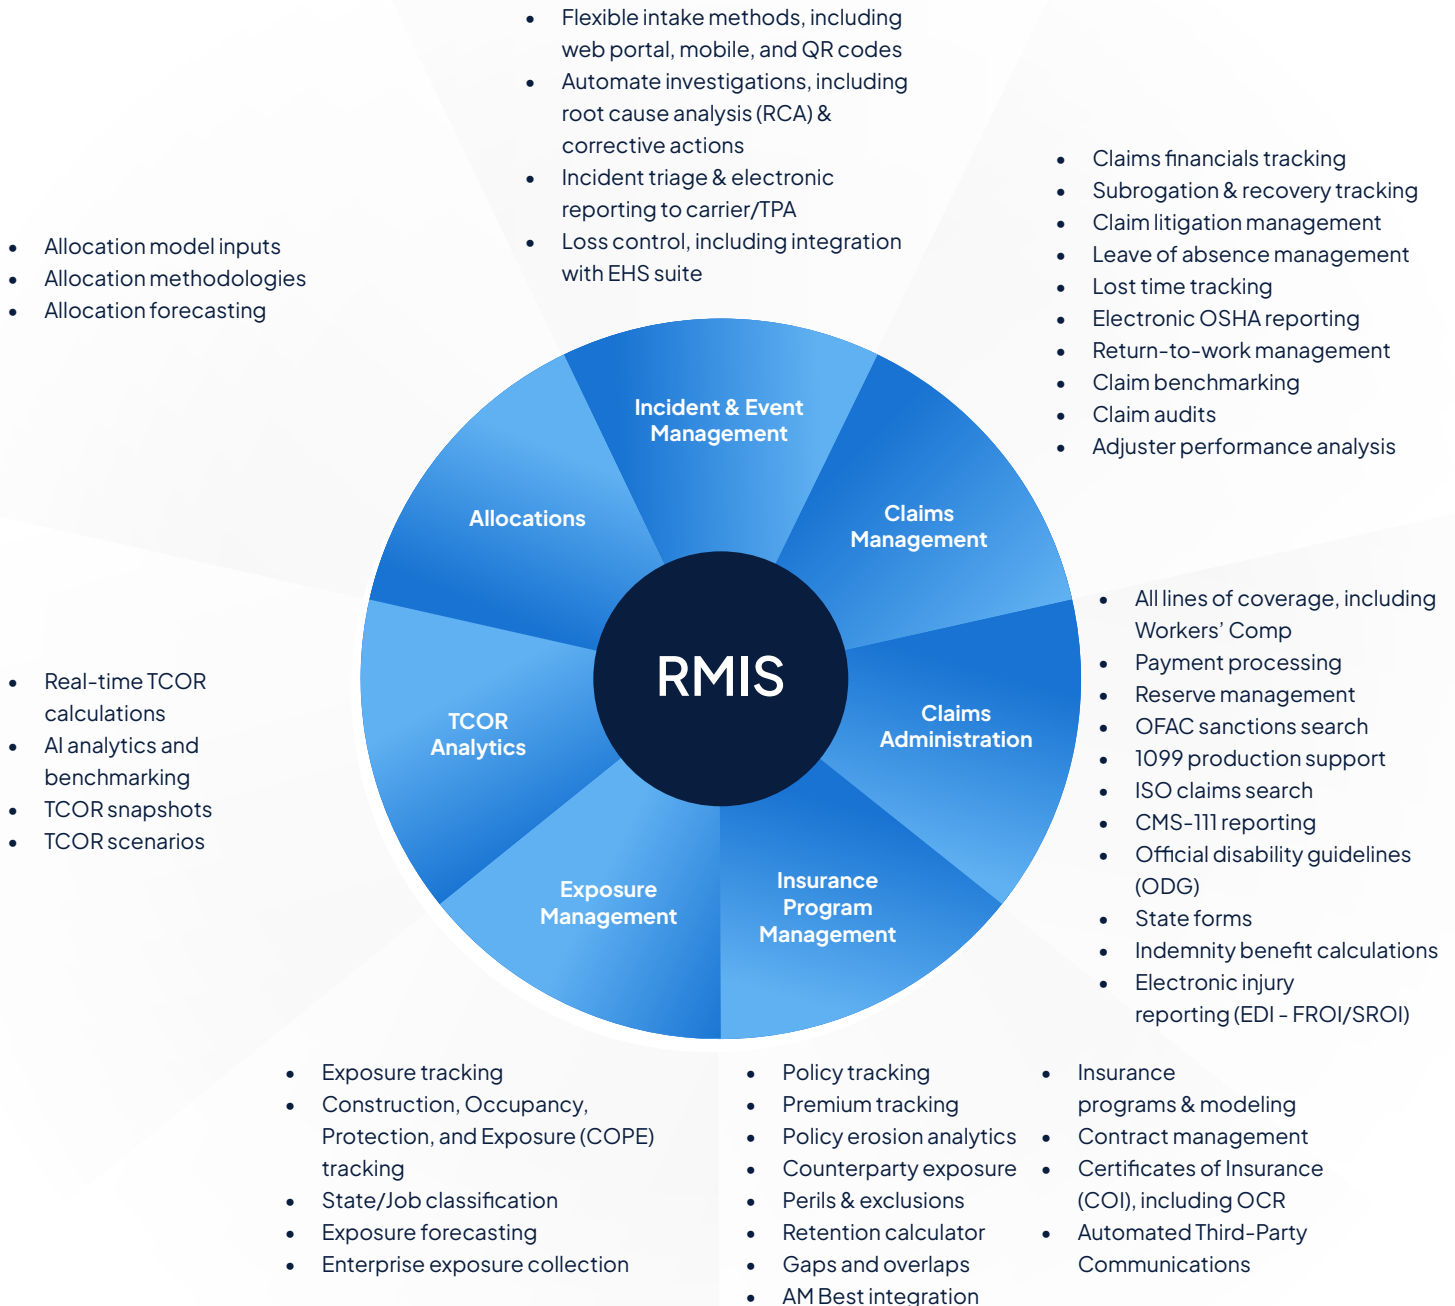 • Flexible intake methods, including
web portal, mobile, and QR codes
• Automate investigations, including
root cause analysis (RCA) &
corrective actions
• Incident triage & electronic
reporting to carrier/TPA
• Loss control, including integration
with EHS suite
• Claims financials tracking
• Subrogation & recovery tracking
• Claim litigation management
• Leave of absence management
• Lost time tracking
• Electronic OSHA reporting
• Return-to-work management
• Claim benchmarking
• Claim audits
• Adjuster performance analysis
• Allocation model inputs
• Allocation methodologies
• Allocation forecasting
Incident & Event
Management
Claims
Management
Allocations
RMIS
TCOR
Analytics
Claims
Administration
Exposure
Management
Insurance
Program
Management
• All lines of coverage, including
Workers’ Comp
• Payment processing
• Reserve management
• OFAC sanctions search
• 1099 production support
• ISO claims search
• CMS-111 reporting
• Official disability guidelines
(ODG)
• State forms
• Indemnity benefit calculations
• Electronic injury
reporting (EDI - FROI/SROI)
• Real-time TCOR
calculations
• AI analytics and
benchmarking
• TCOR snapshots
• TCOR scenarios
• Exposure tracking
• Construction, Occupancy,
Protection, and Exposure (COPE)
tracking
• State/Job classification
• Exposure forecasting
• Enterprise exposure collection
• Policy tracking
• Premium tracking
• Policy erosion analytics
• Counterparty exposure
• Perils & exclusions
• Retention calculator
• Gaps and overlaps
• AM Best integration
• Insurance
programs & modeling
• Contract management
• Certificates of Insurance
(COI), including OCR
• Automated Third-Party
Communications